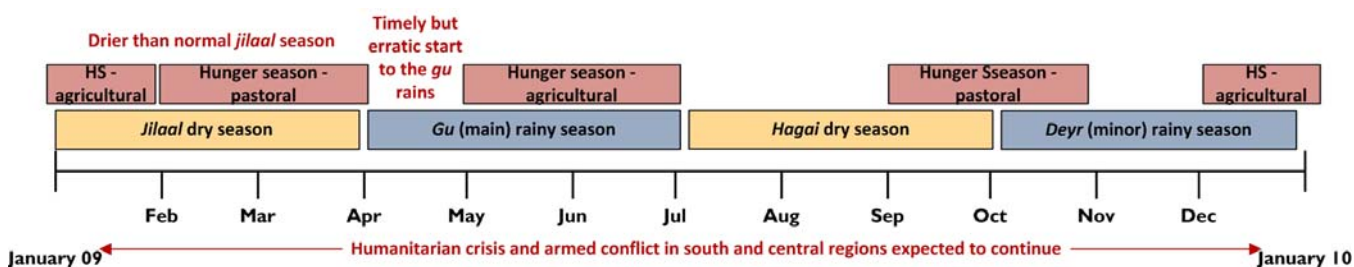 Drier than normal jilaal season
Timely but
erratic start
to the gu
rains
HS -
agricultural
Hunger season -
pastoral
Hunger season -
agricultural
Hunger Sseason -
pastoral
HS -
agricultural
Jilaal dry season
Gu (main) rainy season
Hagai dry season
Deyr (minor) rainy season
Feb Mar Apr May Jun Jul Aug Sep Oct Nov Dec
January 09
Humanitarian crisis and armed conflict in south and central regions expected to continue
January 10